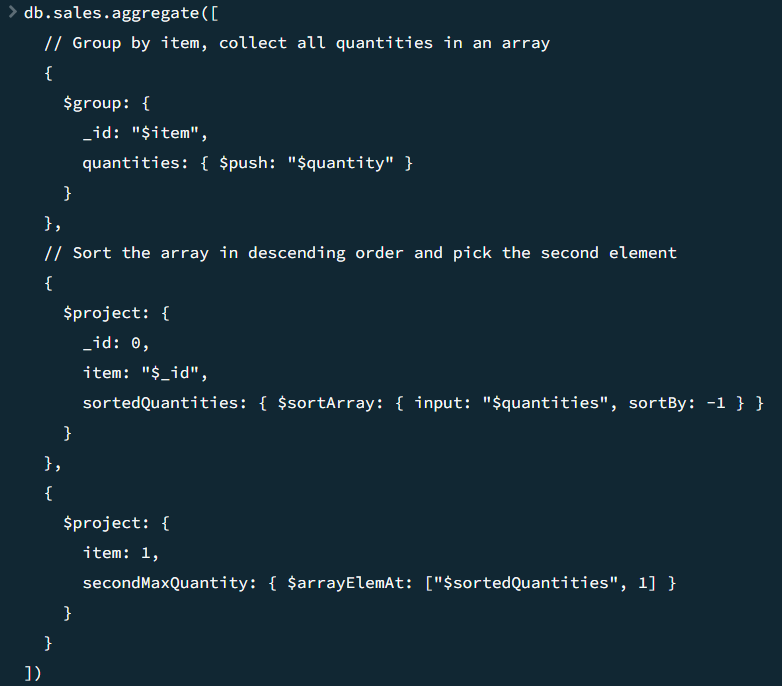 > db.sales.aggregate([
// Group by item, collect all quantities in an array
{
$group: {
_id: "$item",
quantities: { $push: "$quantity" }
}
},
// Sort the array in descending order and pick the second element
{
$project: {
_id: 0,
item: "$_id",
sortedQuantities: { $sortArray: { input: "$quantities", sortBy: -1 } }
}
},
{
$project: {
item: 1,
secondMaxQuantity: { $arrayElemAt: ["$sortedQuantities", 1] }
}
}
])